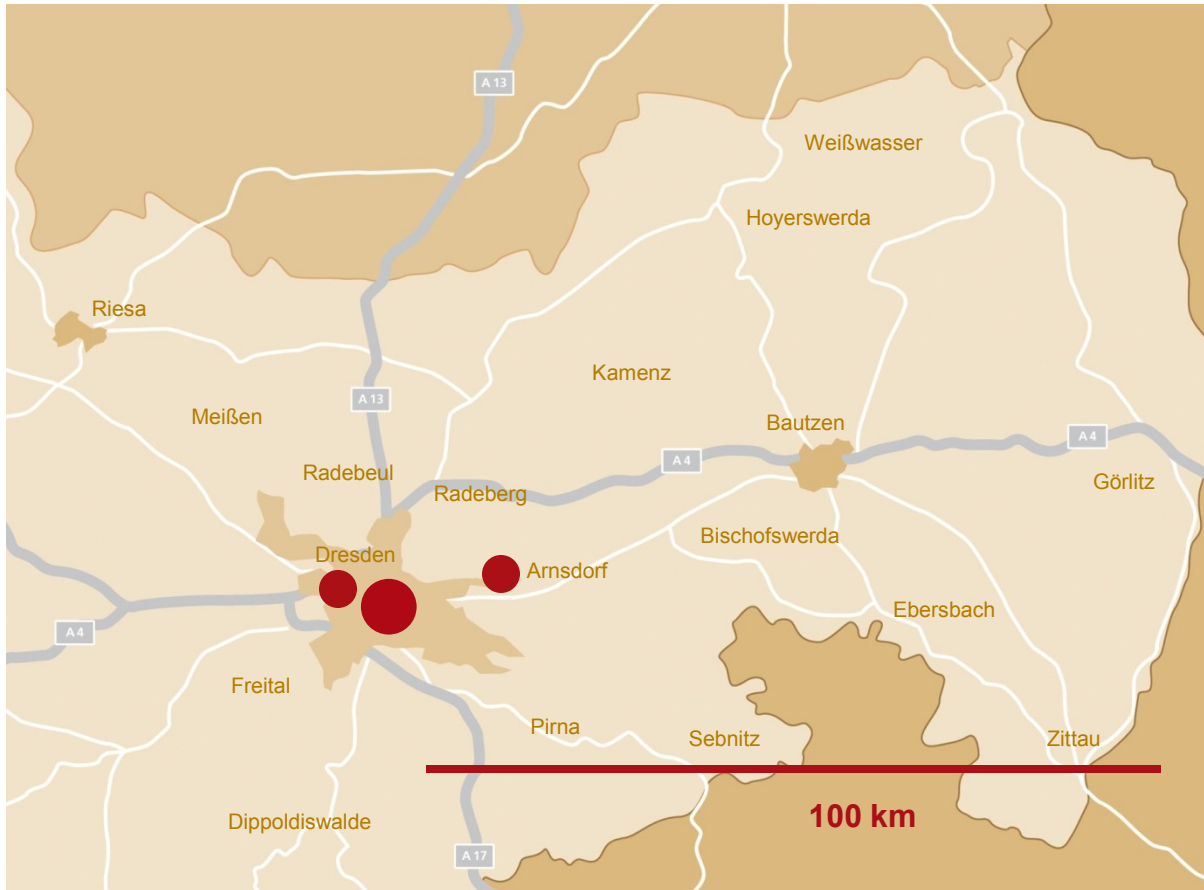 A 13
Weißwasser
Hoyerswerda
Riesa
Kamenz
A 13
Meißen
Bautzen
A 4
A 4
Radebeul
Radeberg
Görlitz
Bischofswerda
Dresden
Arnsdorf
Ebersbach
A 4
Freital
Pirna
Sebnitz
Zittau
100 km
Dippoldiswalde
A 17